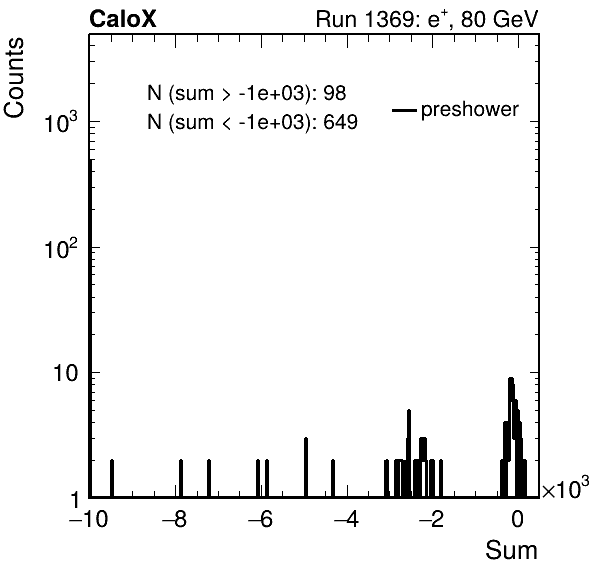 CaloX Run 1369: e⁺, 80 GeV
Counts
N (sum > -1e+03): 98
N (sum < -1e+03): 649
preshower
10³
10²
10
1
−10 −8 −6 −4 −2 0 ×10³
Sum